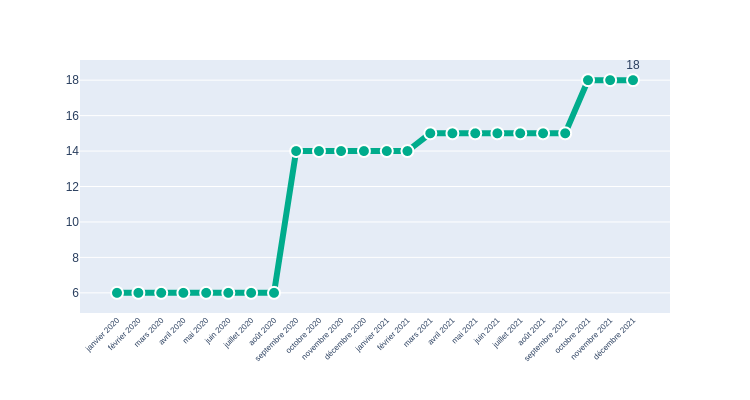 18
18
16
14
12
10
8
6
janvier 2020
février 2020
mars 2020
avril 2020
mai 2020
juin 2020
juillet 2020
août 2020
septembre 2020
octobre 2020
novembre 2020
décembre 2020
janvier 2021
février 2021
mars 2021
avril 2021
mai 2021
juin 2021
juillet 2021
août 2021
septembre 2021
octobre 2021
novembre 2021
décembre 2021